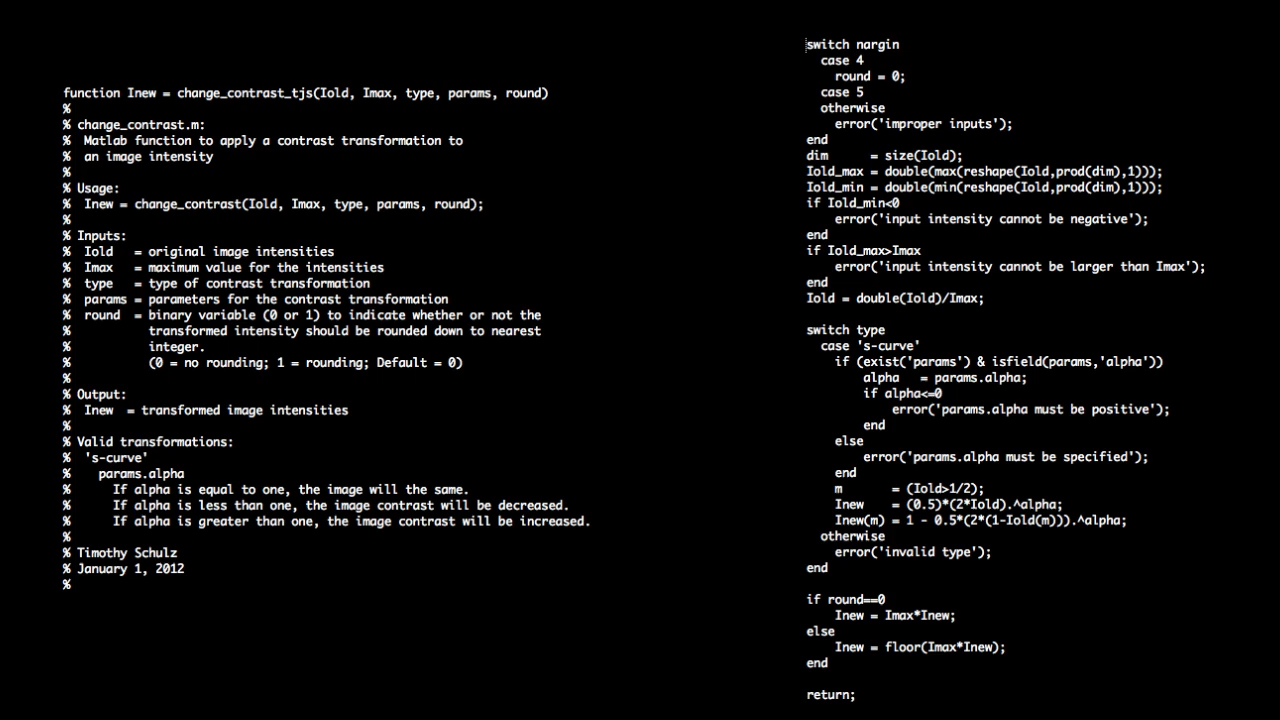 function Inew = change_contrast_tjs(Iold, Imax, type, params, round)
%
% change_contrast.m:
%  Matlab function to apply a contrast transformation to
%  an image intensity
%
% Usage:
%  Inew = change_contrast(Iold, Imax, type, params, round);
%
% Inputs:
%  Iold   = original image intensities
%  Imax   = maximum value for the intensities
%  type   = type of contrast transformation
%  params = parameters for the contrast transformation
%  round  = binary variable (0 or 1) to indicate whether or not the
%           transformed intensity should be rounded down to nearest
%           integer.
%           (0 = no rounding; 1 = rounding; Default = 0)
%
% Output:
%  Inew  = transformed image intensities
%
% Valid transformations:
%  's-curve'
%    params.alpha
%      If alpha is equal to one, the image will the same.
%      If alpha is less than one, the image contrast will be decreased.
%      If alpha is greater than one, the image contrast will be increased.
%
% Timothy Schulz
% January 1, 2012
%
switch nargin
  case 4
    round = 0;
  case 5
  otherwise
    error('improper inputs');
end
dim      = size(Iold);
Iold_max = double(max(reshape(Iold,prod(dim),1)));
Iold_min = double(min(reshape(Iold,prod(dim),1)));
if Iold_min<0
    error('input intensity cannot be negative');
end
if Iold_max>Imax
    error('input intensity cannot be larger than Imax');
end
Iold = double(Iold)/Imax;

switch type
  case 's-curve'
    if (exist('params') & isfield(params,'alpha'))
        alpha   = params.alpha;
        if alpha<=0
            error('params.alpha must be positive');
        end
    else
        error('params.alpha must be specified');
    end
    m       = (Iold>1/2);
    Inew    = (0.5)*(2*Iold).^alpha;
    Inew(m) = 1 - 0.5*(2*(1-Iold(m))).^alpha;
  otherwise
    error('invalid type');
end

if round==0
    Inew = Imax*Inew;
else
    Inew = floor(Imax*Inew);
end

return;